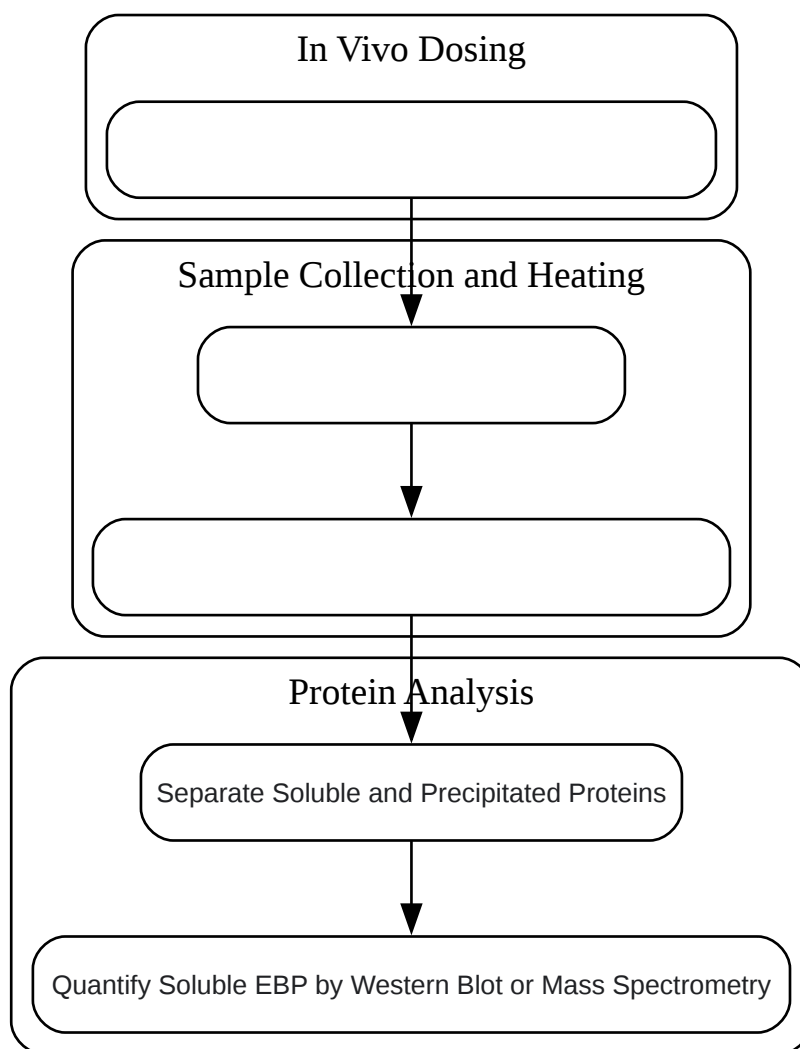 In Vivo Dosing
Sample Collection and Heating
Protein Analysis
Separate Soluble and Precipitated Proteins
Quantify Soluble EBP by Western Blot or Mass Spectrometry